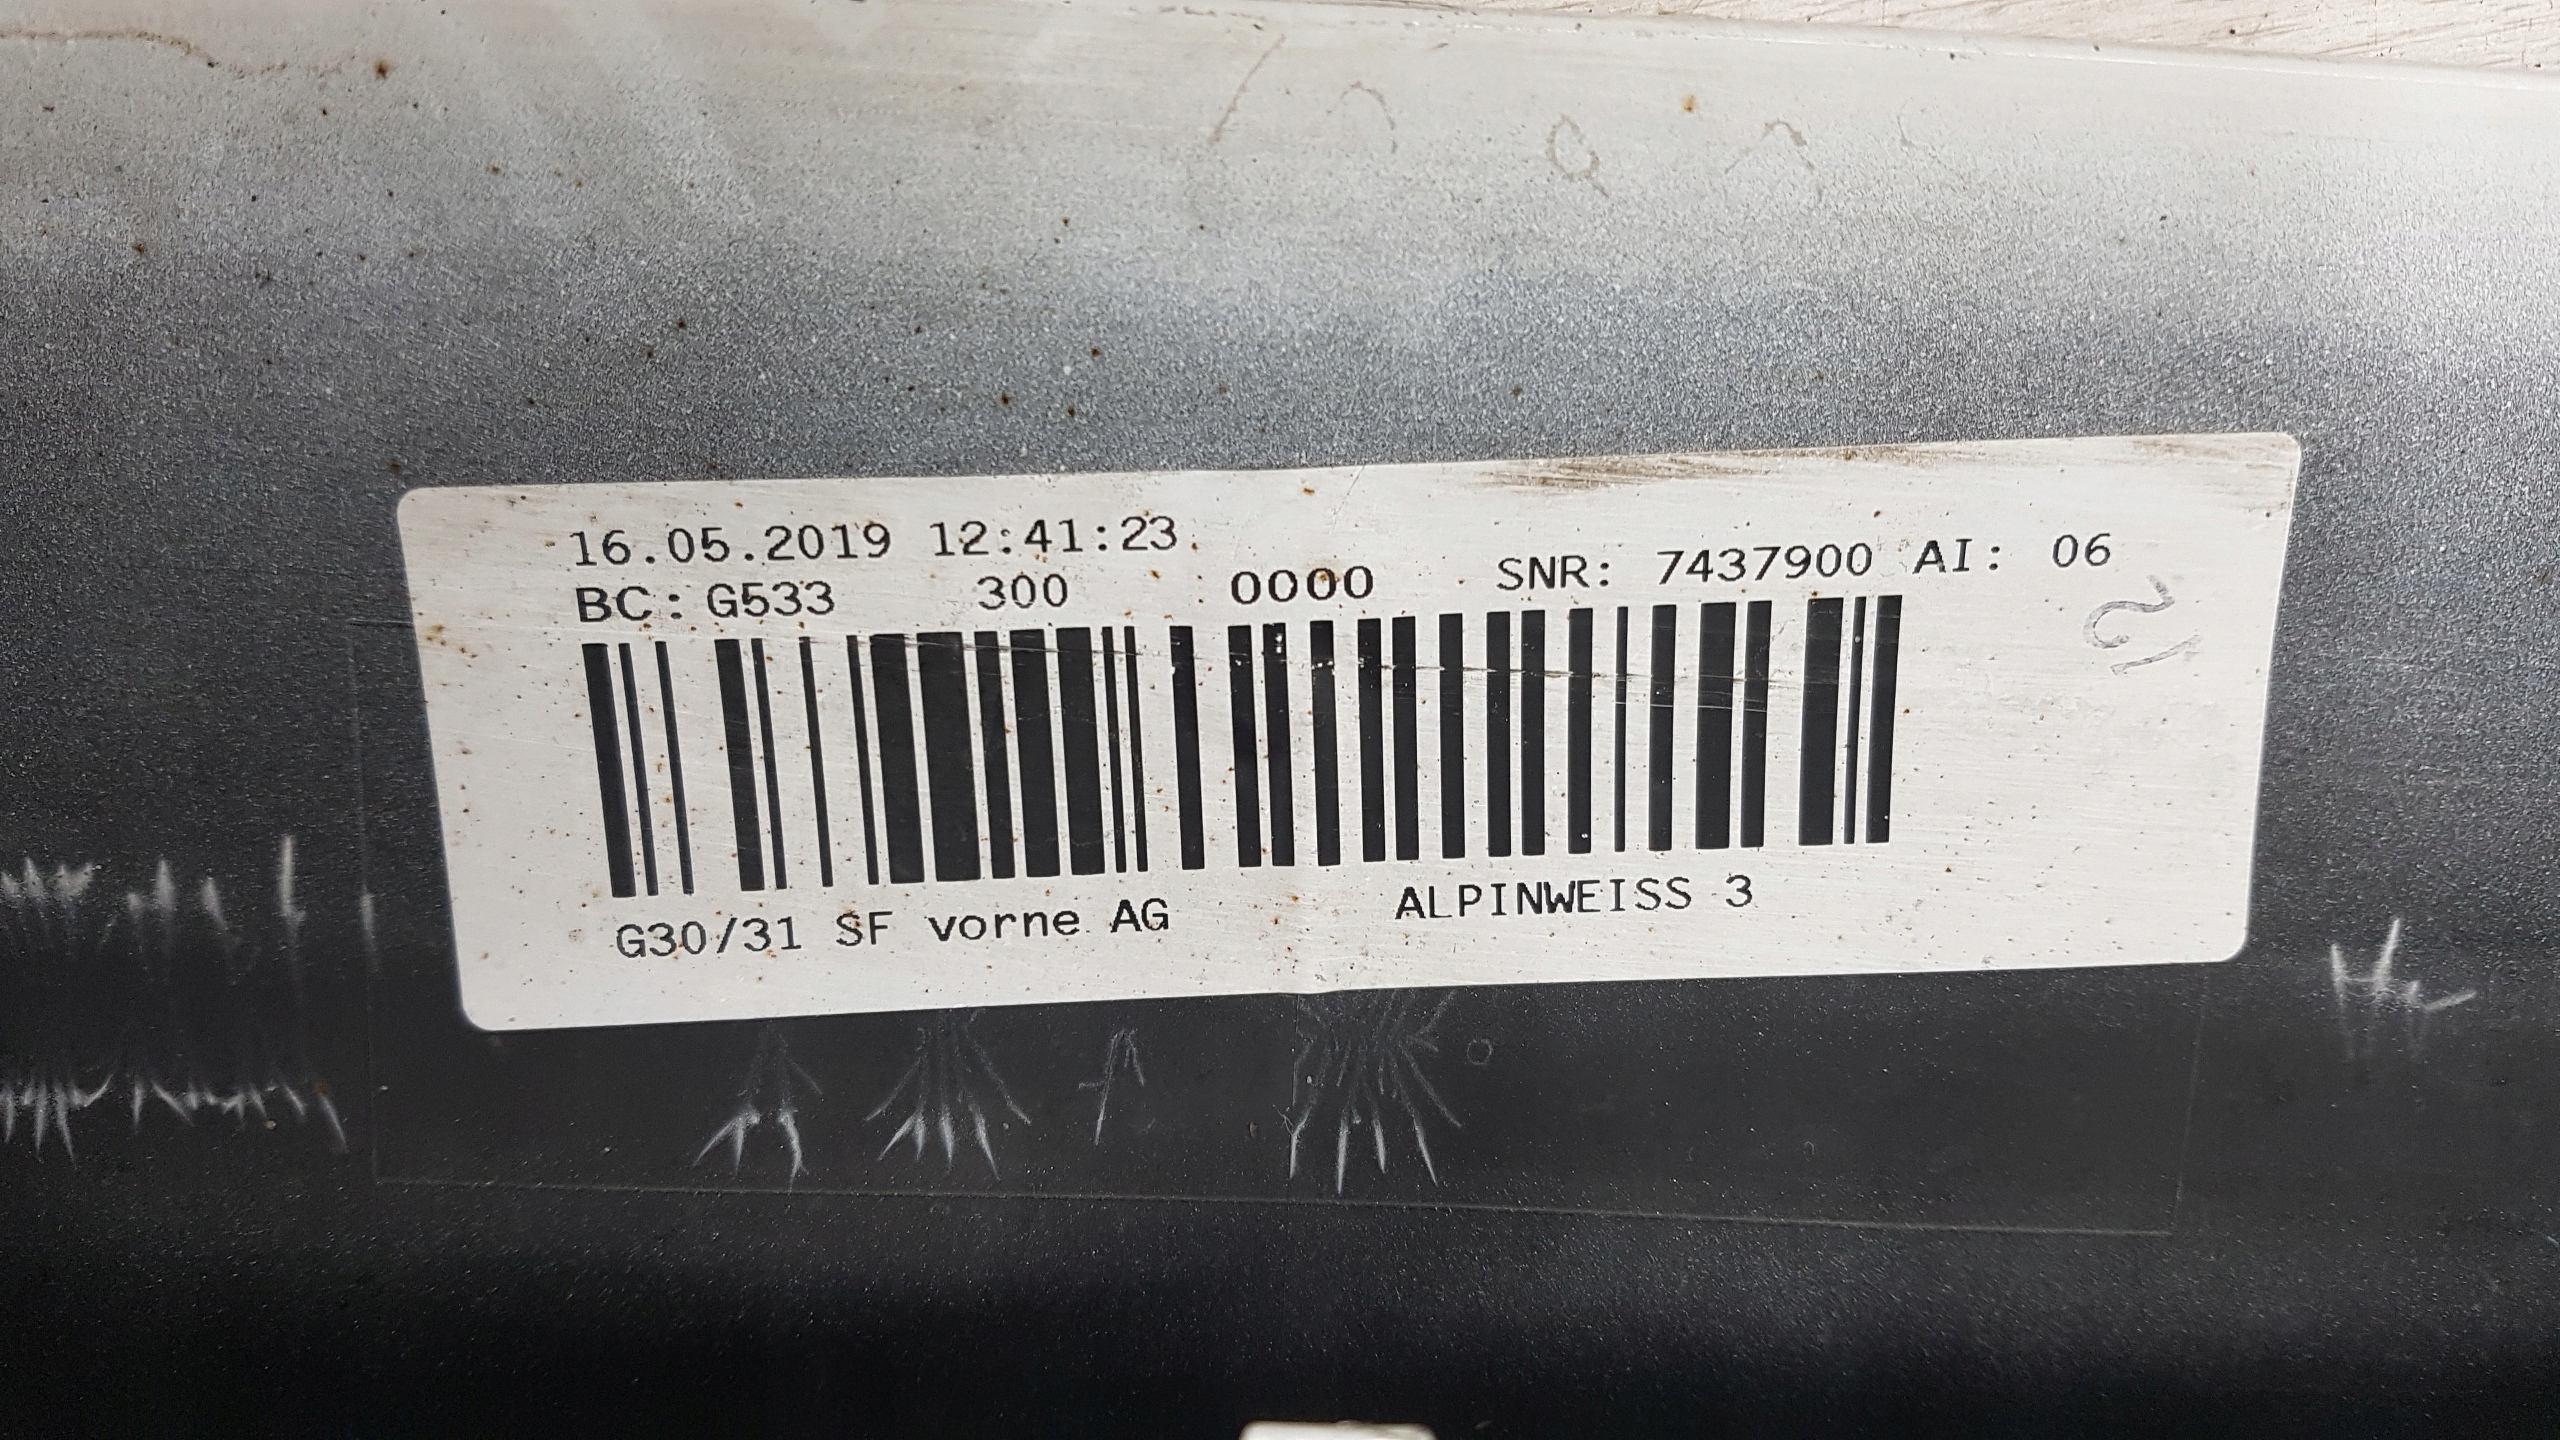 16.05.2019 12:41:23
BC: G533 300 0000 SNR: 7437900 AI: 06
G30/31 SF vorne AG ALPINWEISS 3